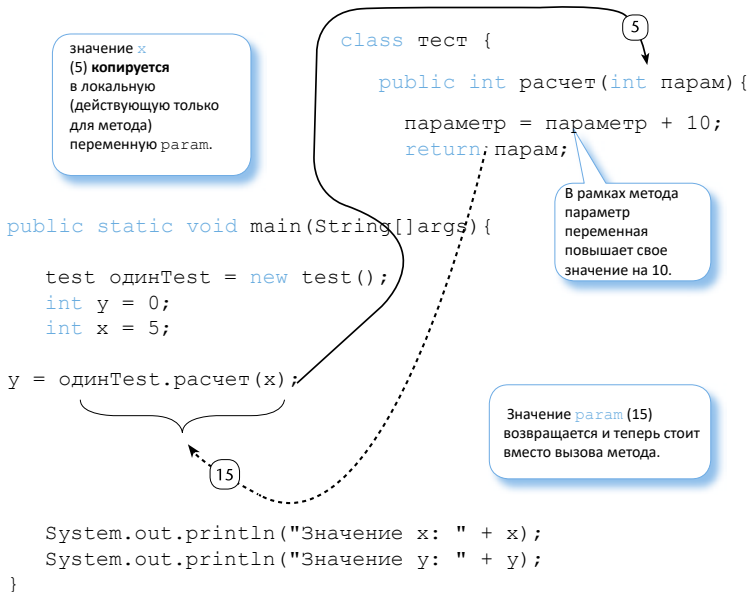 значение x
(5) копируется
в локальную
(действующую только
для метода)
переменную param.
5
class тест {
public int расчет(int парам){
параметр = параметр + 10;
return парам;
В рамках метода
параметр
переменная
повышает свое
значение на 10.
public static void main(String[]args){
test одинTest = new test();
int y = 0;
int x = 5;
y = одинTest.расчет(x);
15
Значение param (15)
возвращается и теперь стоит
вместо вызова метода.
System.out.println("Значение x: " + x);
System.out.println("Значение y: " + y);
}